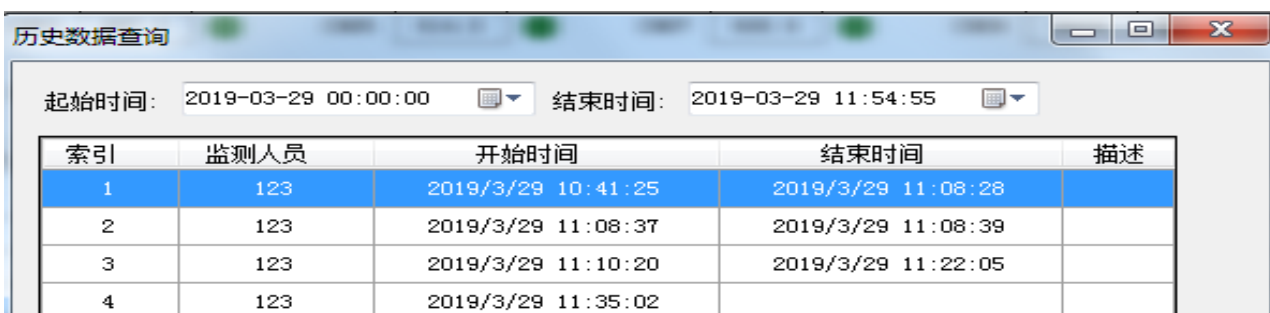 历史数据查询
起始时间: 2019-03-29 00:00:00 结束时间: 2019-03-29 11:54:55
索引 监测人员 开始时间 结束时间 描述
1 123 2019/3/29 10:41:25 2019/3/29 11:08:28
2 123 2019/3/29 11:08:37 2019/3/29 11:08:39
3 123 2019/3/29 11:10:20 2019/3/29 11:22:05
4 123 2019/3/29 11:35:02